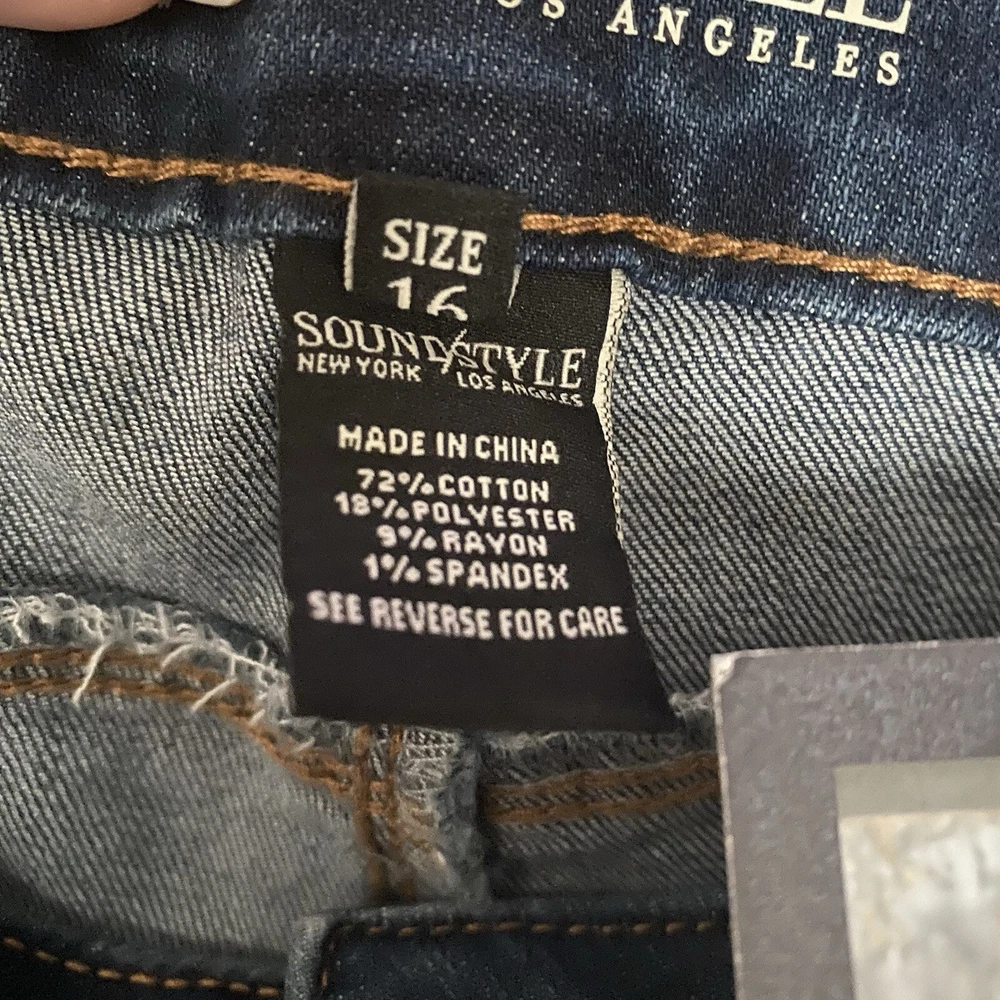 OS ANGELES
SIZE
16
SOUND/STYLE
NEW YORK LOS ANGELES
MADE IN CHINA
72% COTTON
18% POLYESTER
9% RAYON
1% SPANDEX
SEE REVERSE FOR CARE